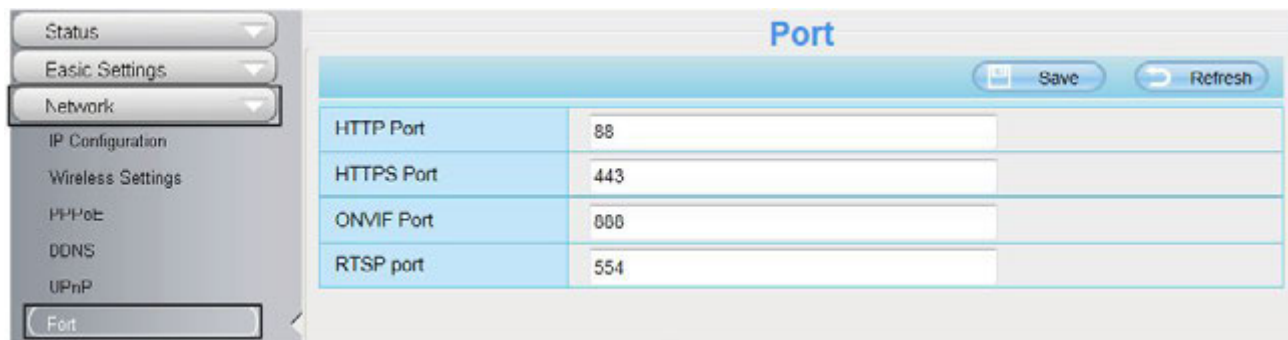 Status
Easic Settings
Network
IP Configuration
Wireless Settings
PPPoE
DDNS
UPnP
Port
Port
Save
Refresh
HTTP Port
88
HTTPS Port
443
ONVIF Port
888
RTSP port
554